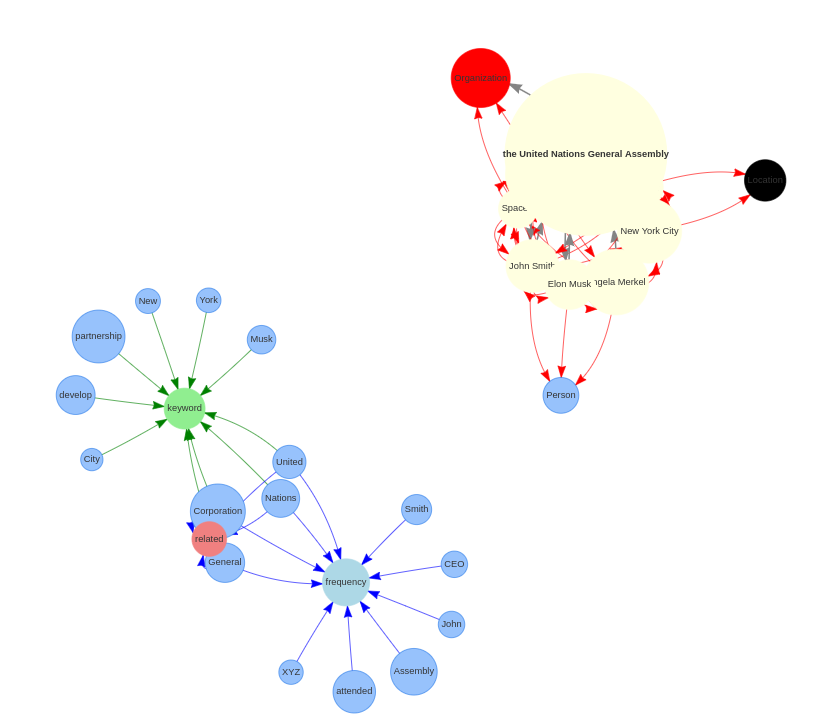 Organization
the United Nations General Assembly
Location
Space
New York City
John Smith
Elon Musk
ngela Merkel
Person
New
York
partnership
Musk
develop
keyword
City
United
Nations
Corporation
Smith
related
General
CEO
frequency
John
XYZ
Assembly
attended